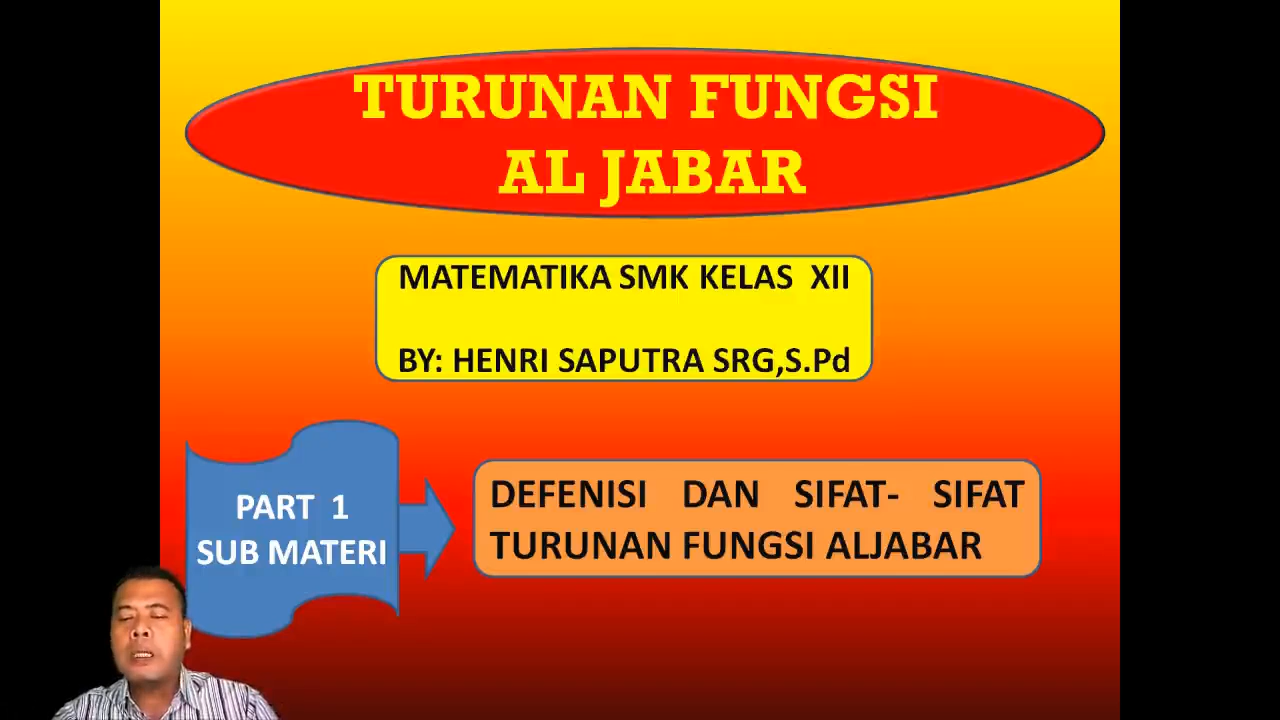 TURUNAN FUNGSI
AL JABAR
MATEMATIKA SMK KELAS XII
BY: HENRI SAPUTRA SRG,S.Pd
PART 1
SUB MATERI
DEFENISI DAN SIFAT- SIFAT
TURUNAN FUNGSI ALJABAR